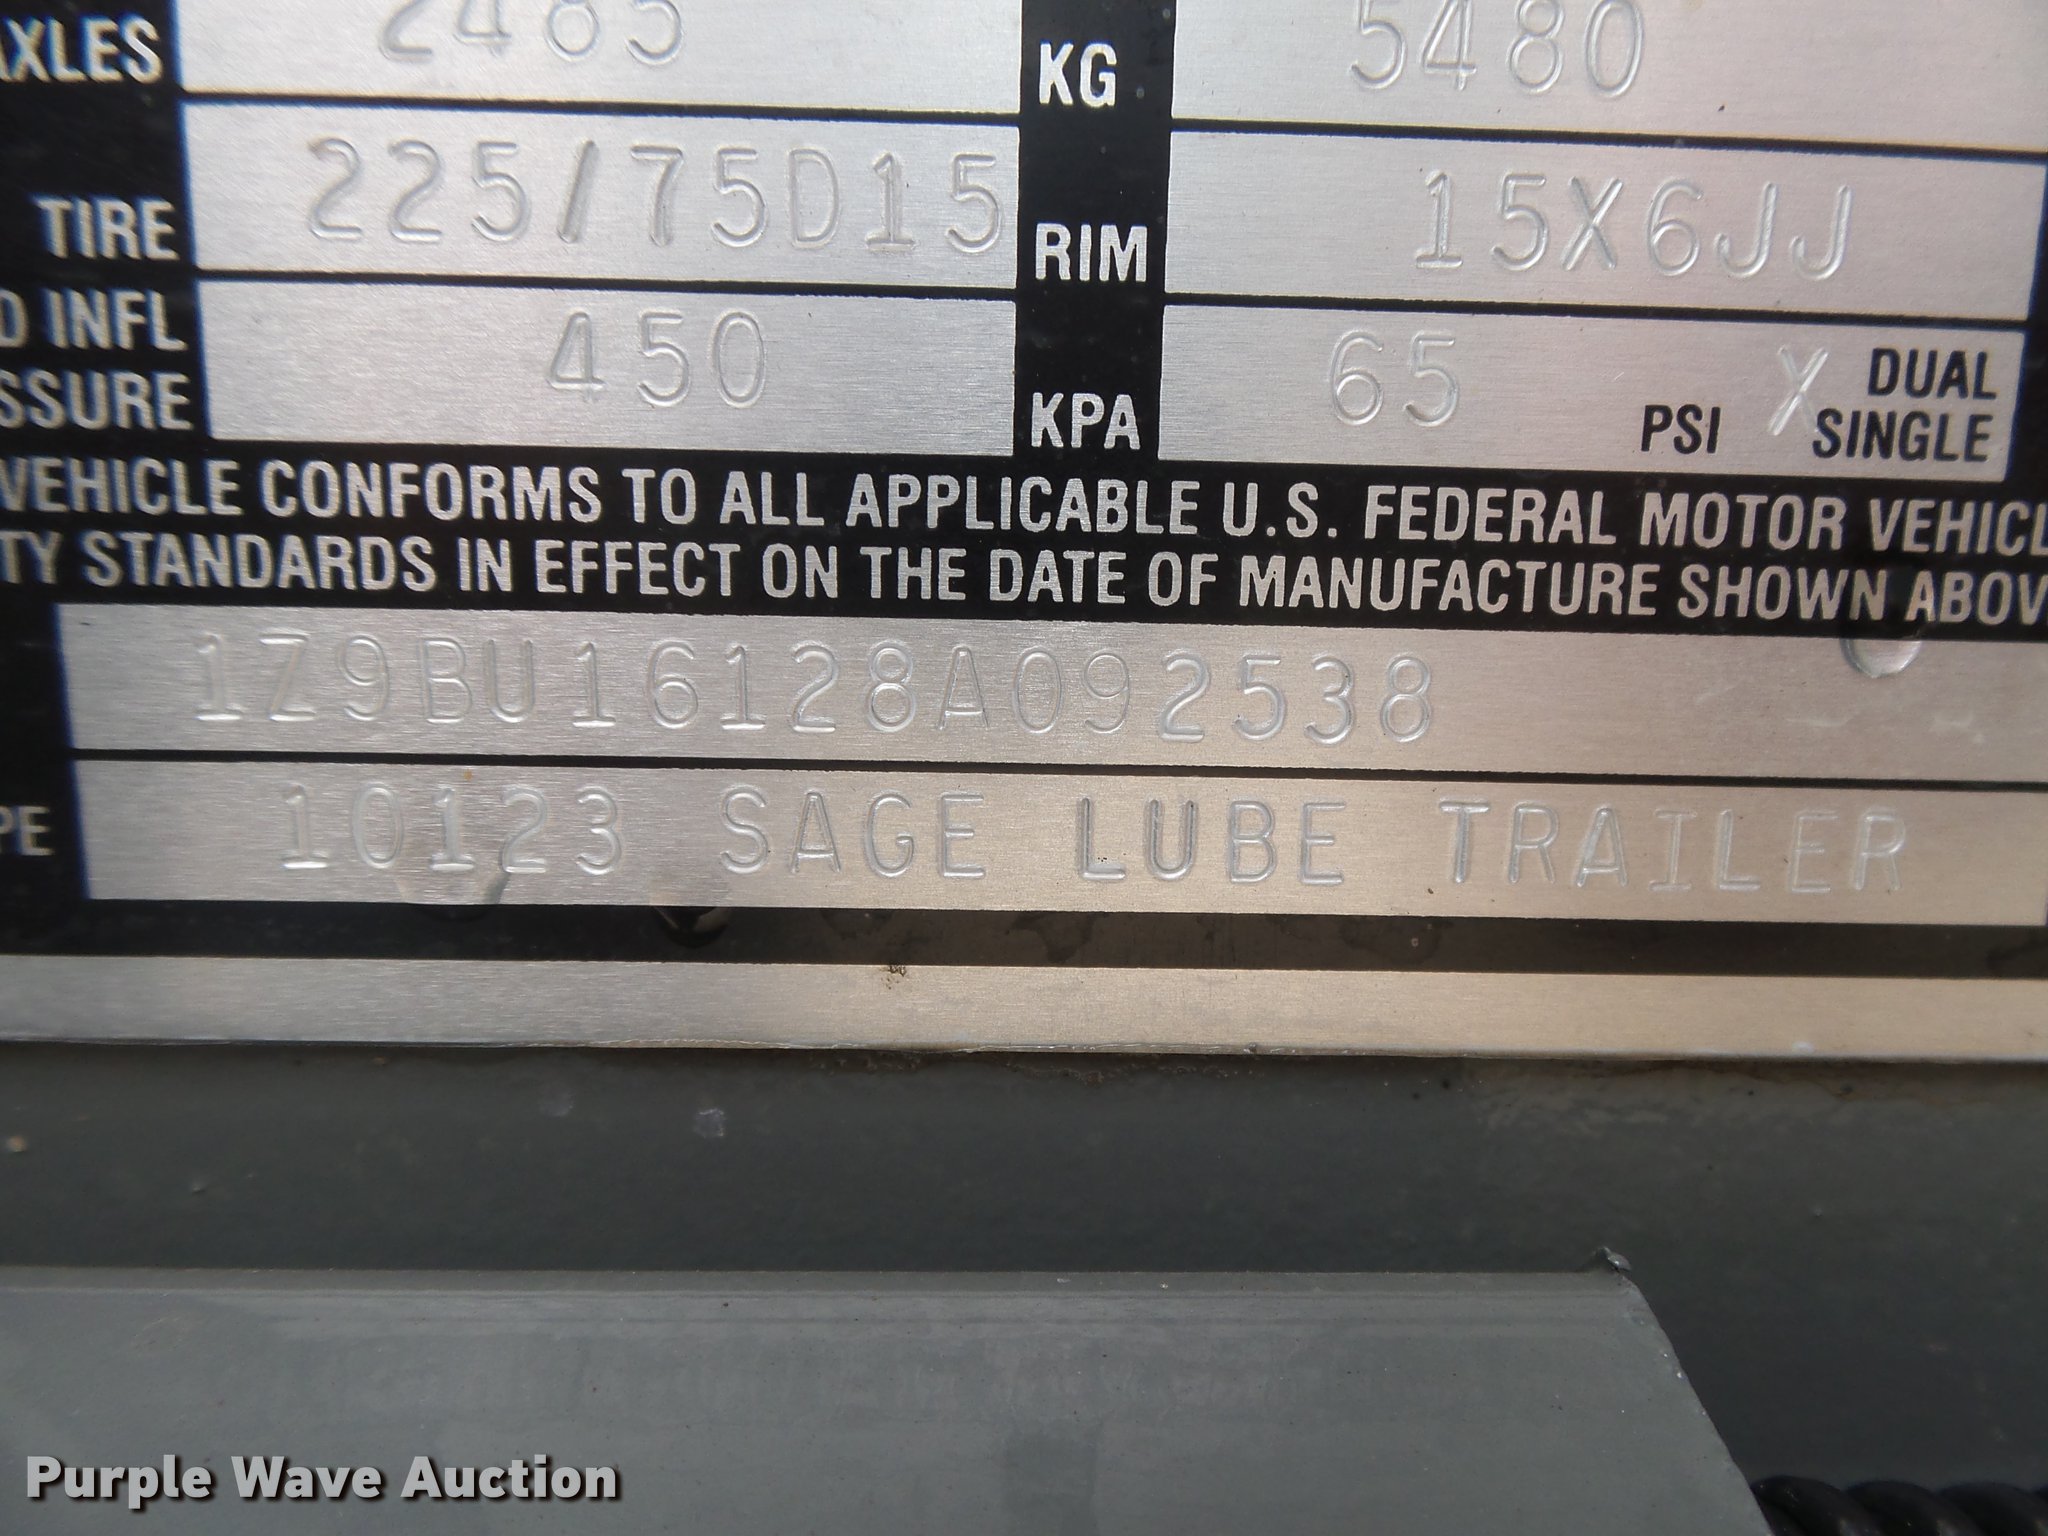 AXLES 2485 KG 5480
TIRE 225/75D15 RIM 15X6JJ
D INFL
SSURE 450 KPA 65 PSI X DUAL
SINGLE
VEHICLE CONFORMS TO ALL APPLICABLE U.S. FEDERAL MOTOR VEHICL
TY STANDARDS IN EFFECT ON THE DATE OF MANUFACTURE SHOWN ABOV
1Z9BU16128A092538
PE 10123 SAGE LUBE TRAILER
Purple Wave Auction